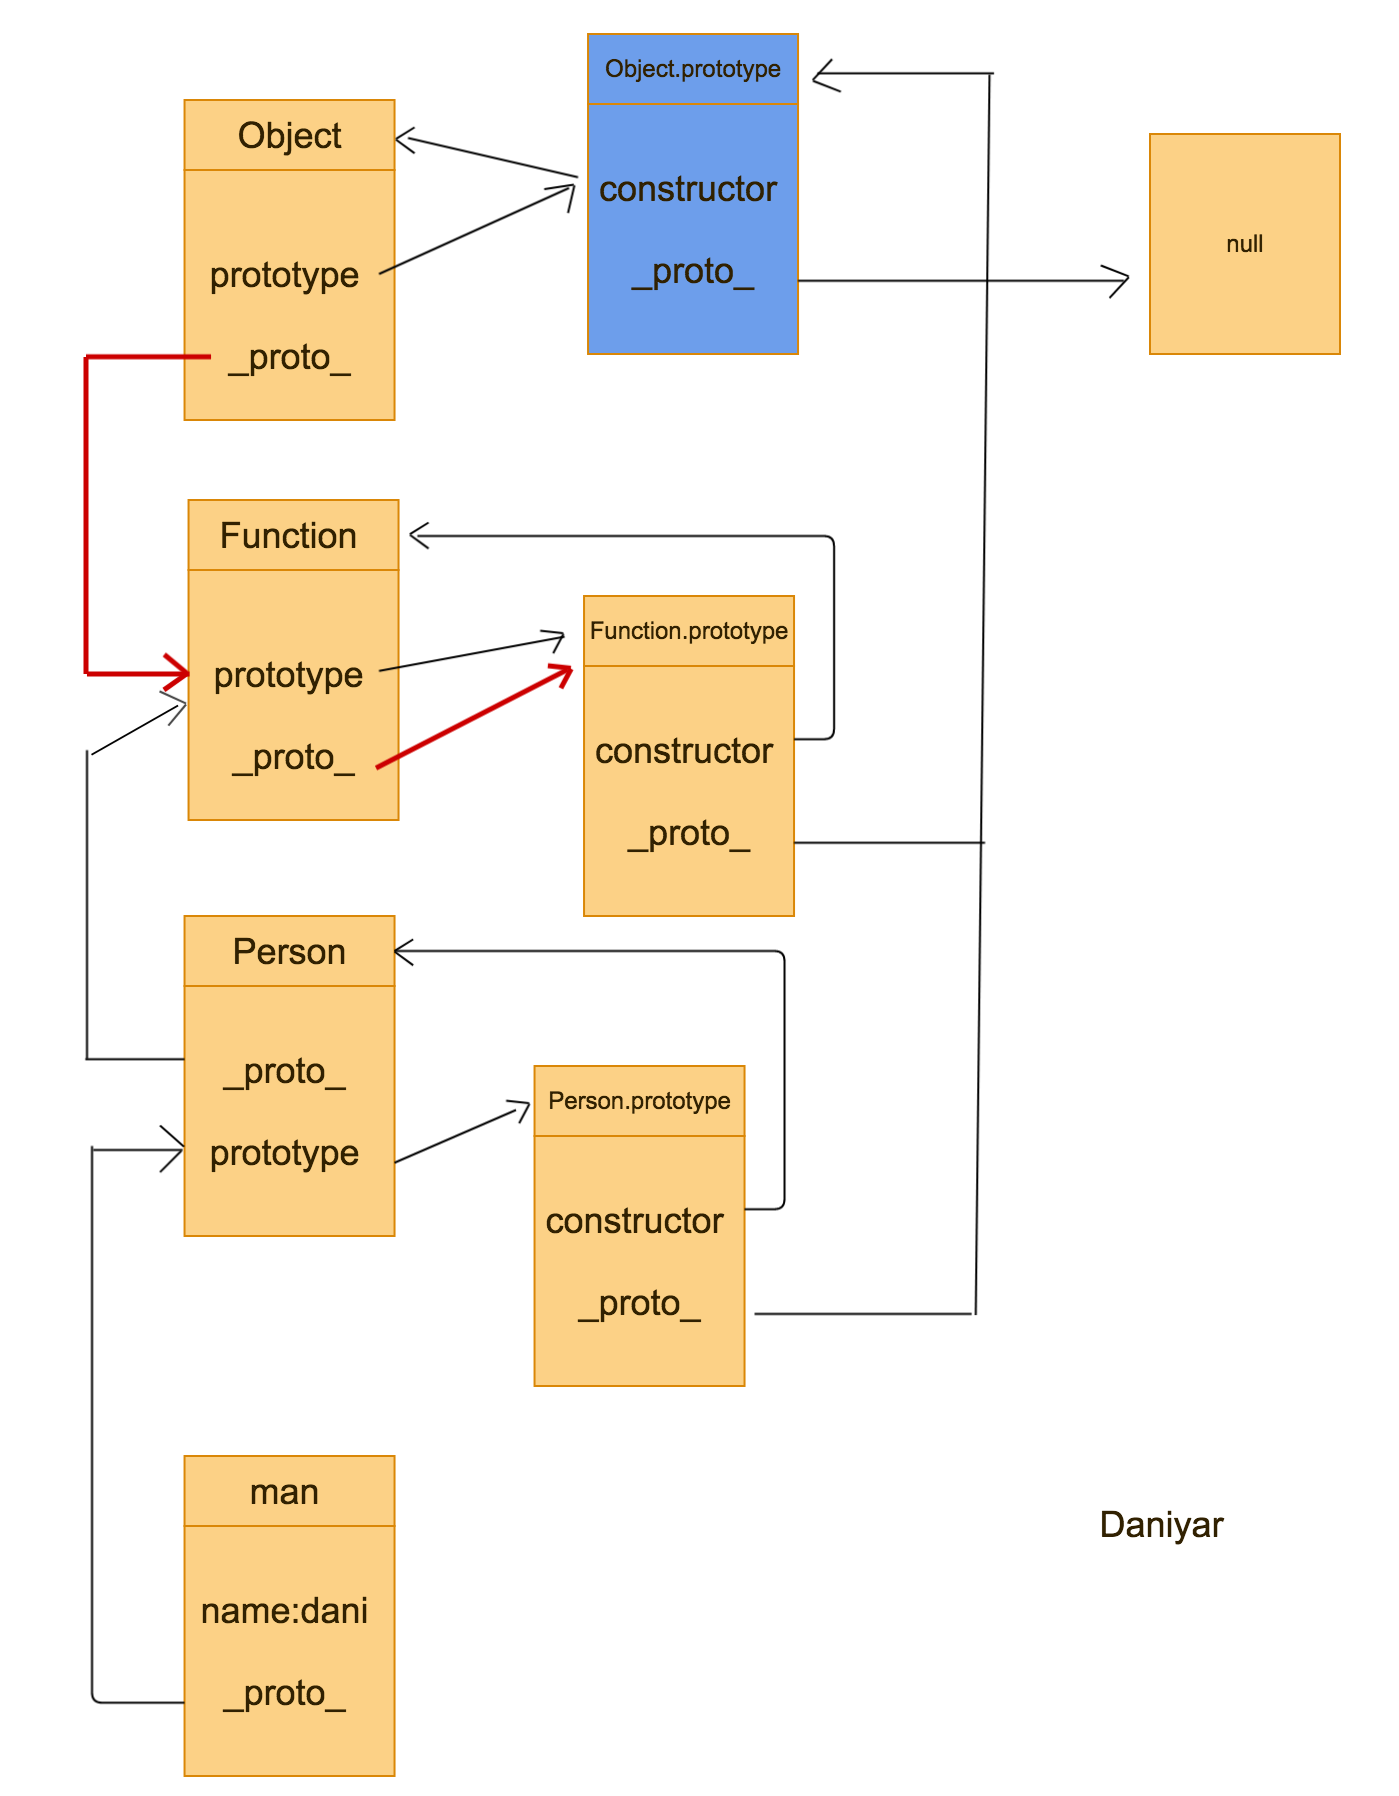 Object.prototype
constructor
_proto_
Object
prototype
_proto_
null
Function
prototype
_proto_
Function.prototype
constructor
_proto_
Person
_proto_
prototype
Person.prototype
constructor
_proto_
man
name:dani
_proto_
Daniyar